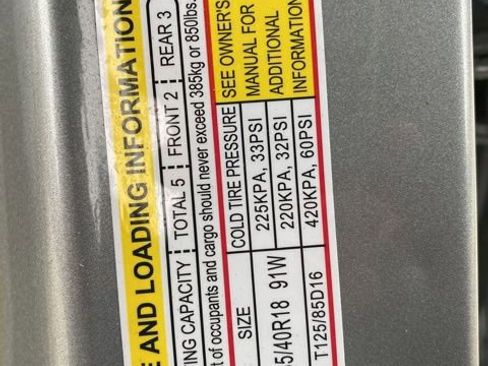 AND LOADING INFORMATION
CAPACITY TOTAL 5 FRONT 2 REAR 3
of occupants and cargo should never exceed 385kg or 850lbs.
SIZE COLD TIRE PRESSURE SEE OWNER'S
225KPA, 33PSI MANUAL FOR
5/40R18 91W 220KPA, 32PSI ADDITIONAL
T125/85D16 420KPA, 60PSI INFORMATION